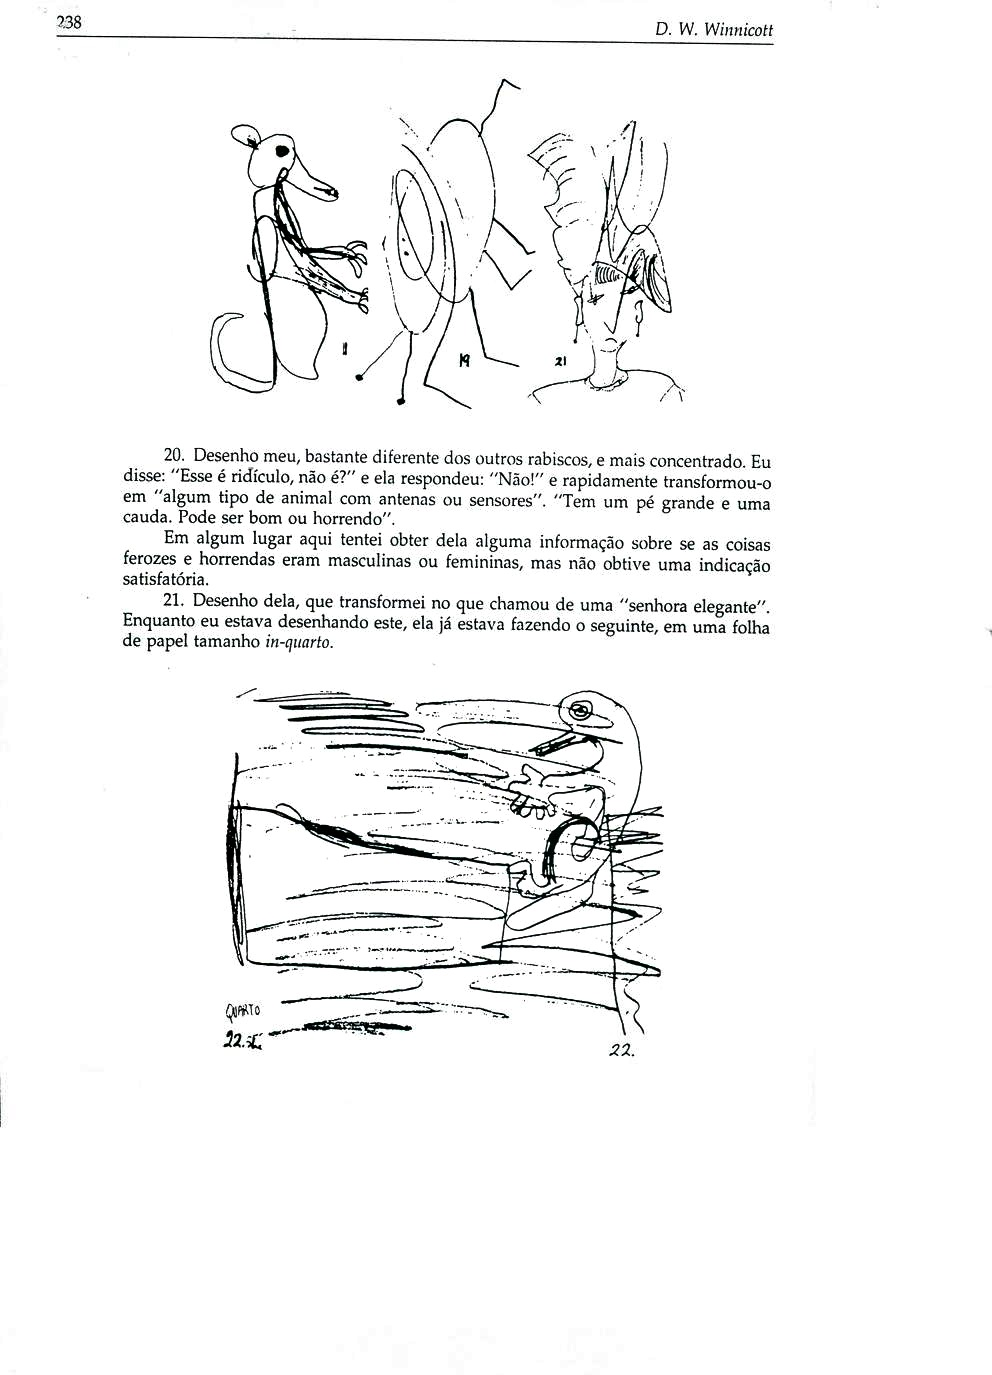 238
D. W. Winnicott
11
19
21
20. Desenho meu, bastante diferente dos outros rabiscos, e mais concentrado. Eu
disse: "Esse é ridículo, não é?" e ela respondeu: "Não!" e rapidamente transformou-o
em "algum tipo de animal com antenas ou sensores". "Tem um pé grande e uma
cauda. Pode ser bom ou horrendo".
Em algum lugar aqui tentei obter dela alguma informação sobre se as coisas
ferozes e horrendas eram masculinas ou femininas, mas não obtive uma indicação
satisfatória.
21. Desenho dela, que transformei no que chamou de uma "senhora elegante".
Enquanto eu estava desenhando este, ela já estava fazendo o seguinte, em uma folha
de papel tamanho in-quarto.
QUARTO
22.
22.